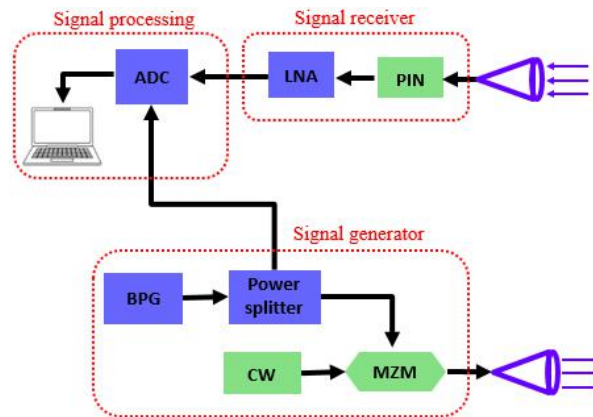 Signal processing
Signal receiver
ADC
LNA
PIN
Signal generator
BPG
Power
splitter
CW
MZM